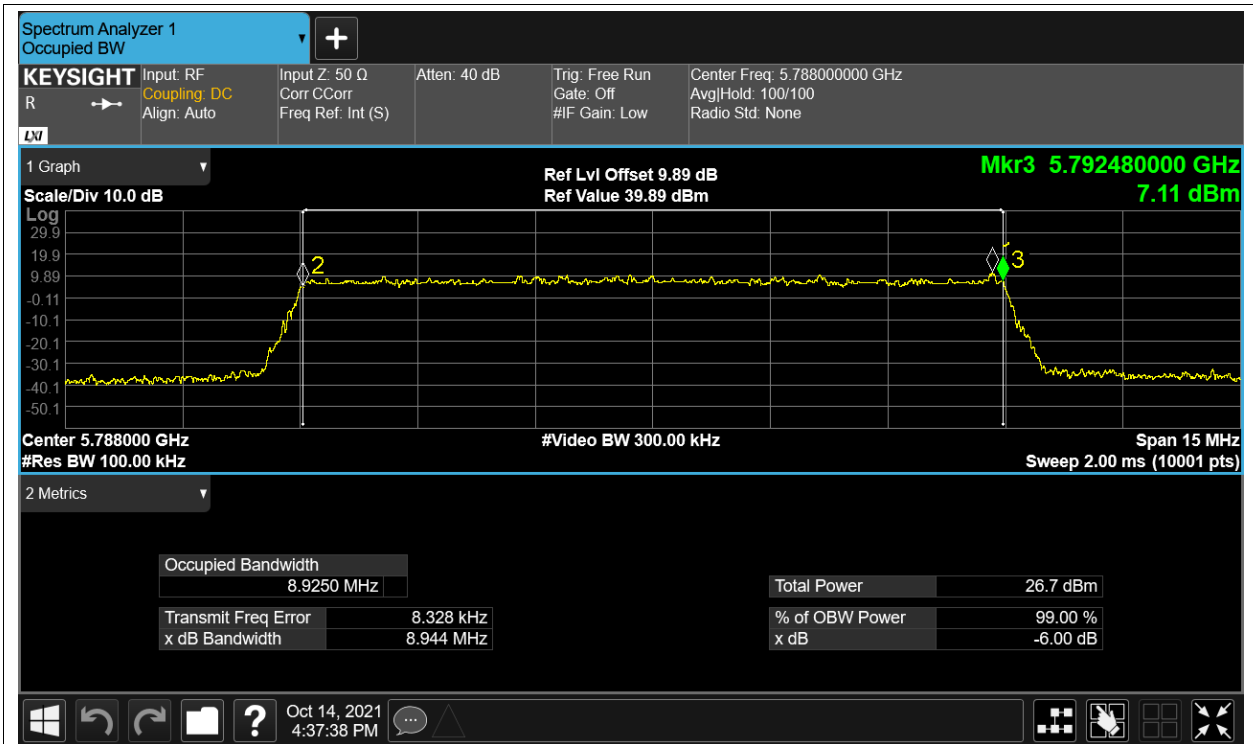 Spectrum Analyzer 1
Occupied BW
KEYSIGHT
R
LXI
Input: RF
Coupling: DC
Align: Auto
Input Z: 50 Ω
Corr CCorr
Freq Ref: Int (S)
Atten: 40 dB
Trig: Free Run
Gate: Off
#IF Gain: Low
Center Freq: 5.788000000 GHz
Avg|Hold: 100/100
Radio Std: None
1 Graph
Scale/Div 10.0 dB
Ref Lvl Offset 9.89 dB
Ref Value 39.89 dBm
Mkr3 5.792480000 GHz
7.11 dBm
Log
29.9
19.9
9.89
-0.11
-10.1
-20.1
-30.1
-40.1
-50.1
2
3
Center 5.788000 GHz
#Video BW 300.00 kHz
Span 15 MHz
#Res BW 100.00 kHz
Sweep 2.00 ms (10001 pts)
2 Metrics
Occupied Bandwidth
8.9250 MHz
Total Power 26.7 dBm
Transmit Freq Error 8.328 kHz
% of OBW Power 99.00 %
x dB Bandwidth 8.944 MHz
x dB -6.00 dB
?
Oct 14, 2021
4:37:38 PM